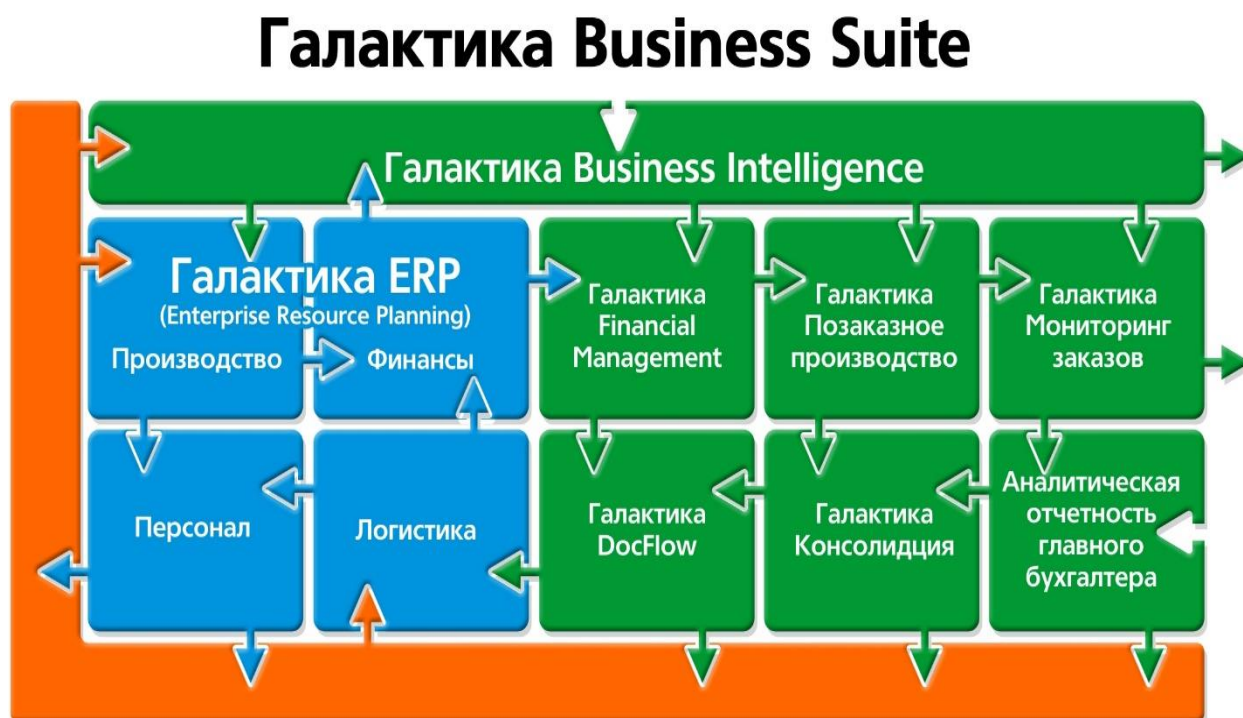 Галактика Business Suite
Галактика Business Intelligence
Галактика ERP
(Enterprise Resource Planning)
Производство
Финансы
Галактика
Financial
Management
Галактика
Позаказное
производство
Галактика
Мониторинг
заказов
Персонал
Логистика
Галактика
DocFlow
Галактика
Консолидция
Аналитическая
отчетность
главного
бухгалтера